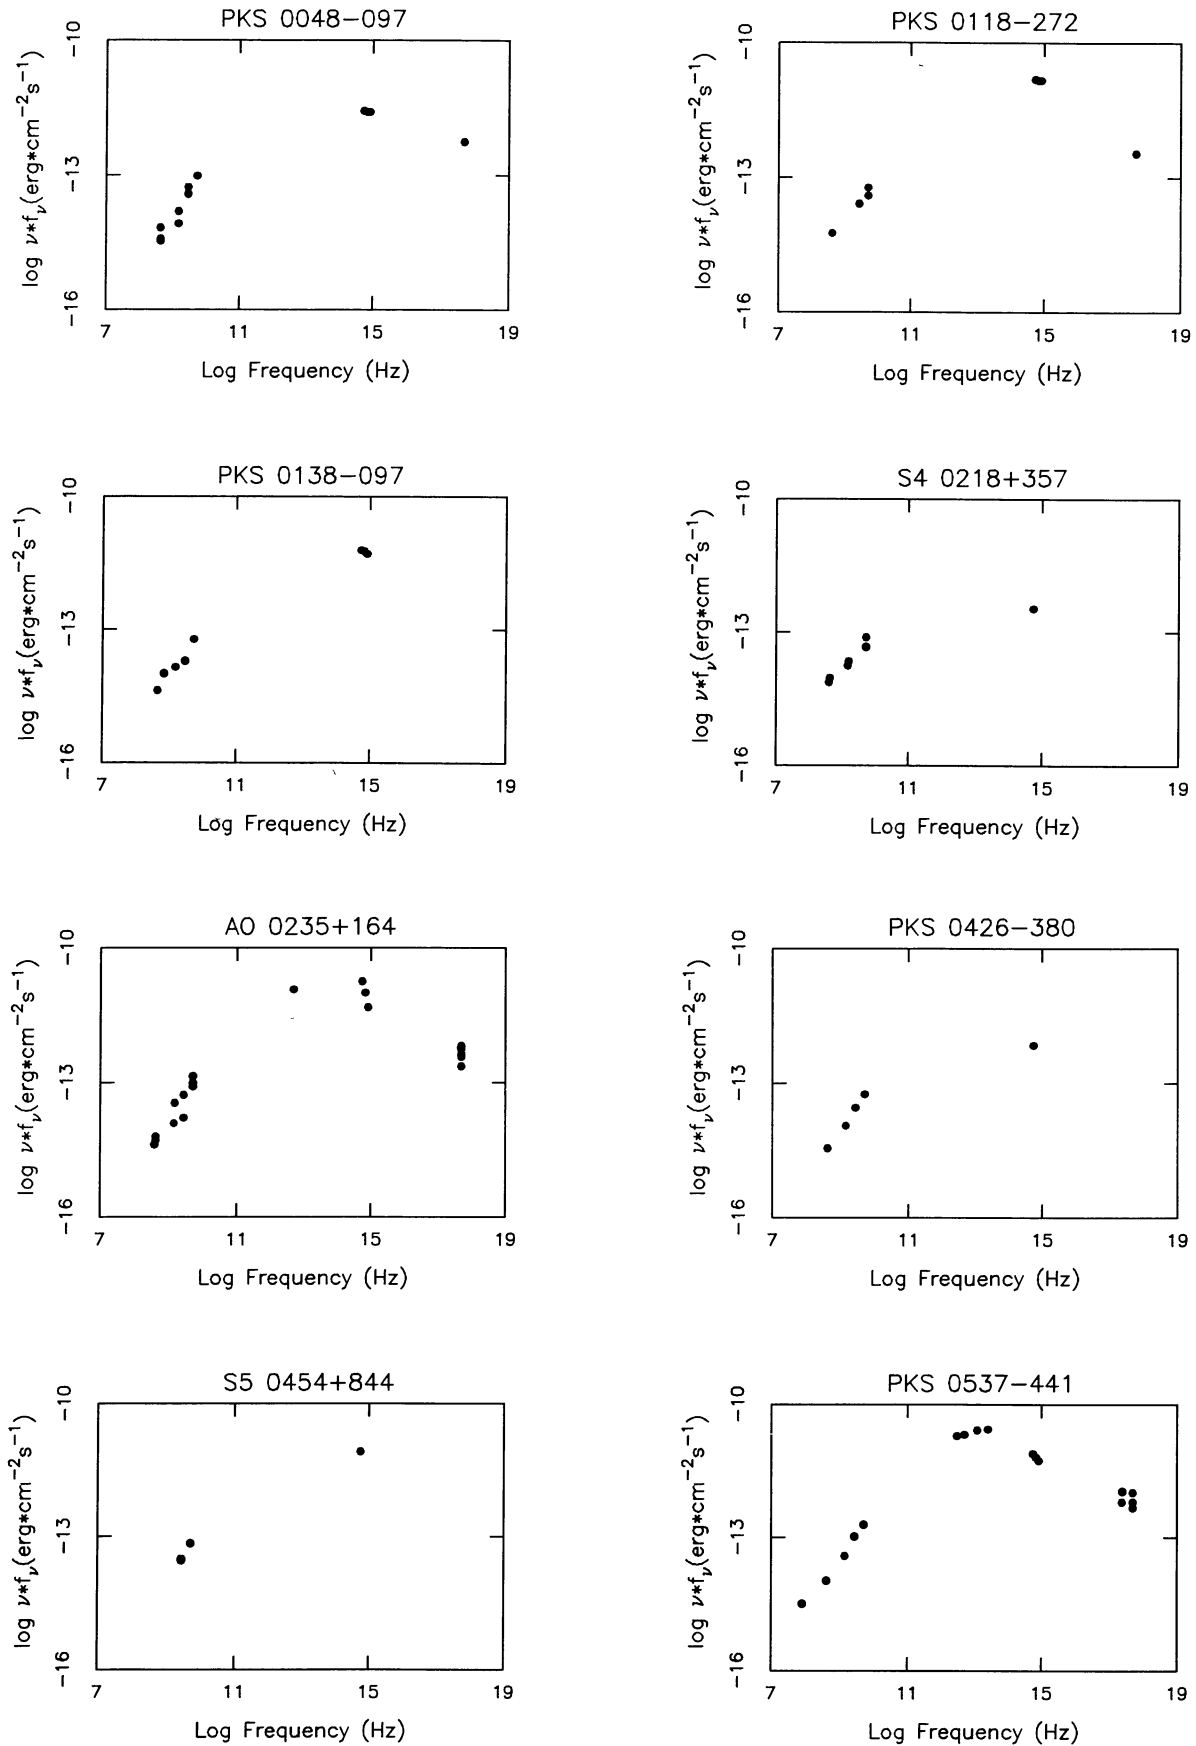 PKS 0048−097
log ν*f_ν(erg*cm⁻²s⁻¹)
−10
−13
−16
7 11 15 19
Log Frequency (Hz)
PKS 0118−272
log ν*f_ν(erg*cm⁻²s⁻¹)
−10
−13
−16
7 11 15 19
Log Frequency (Hz)
PKS 0138−097
log ν*f_ν(erg*cm⁻²s⁻¹)
−10
−13
−16
7 11 15 19
Log Frequency (Hz)
S4 0218+357
log ν*f_ν(erg*cm⁻²s⁻¹)
−10
−13
−16
7 11 15 19
Log Frequency (Hz)
AO 0235+164
log ν*f_ν(erg*cm⁻²s⁻¹)
−10
−13
−16
7 11 15 19
Log Frequency (Hz)
PKS 0426−380
log ν*f_ν(erg*cm⁻²s⁻¹)
−10
−13
−16
7 11 15 19
Log Frequency (Hz)
S5 0454+844
log ν*f_ν(erg*cm⁻²s⁻¹)
−10
−13
−16
7 11 15 19
Log Frequency (Hz)
PKS 0537−441
log ν*f_ν(erg*cm⁻²s⁻¹)
−10
−13
−16
7 11 15 19
Log Frequency (Hz)